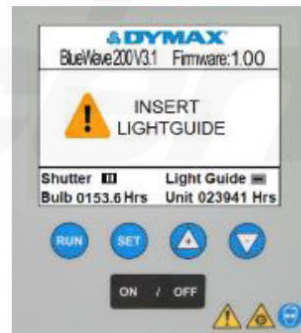 DYMAX
BlueWave 200 V3.1 Firmware: 1.00
INSERT
LIGHTGUIDE
Shutter Light Guide
Bulb 0153.6 Hrs Unit 023941 Hrs
RUN SET
ON / OFF